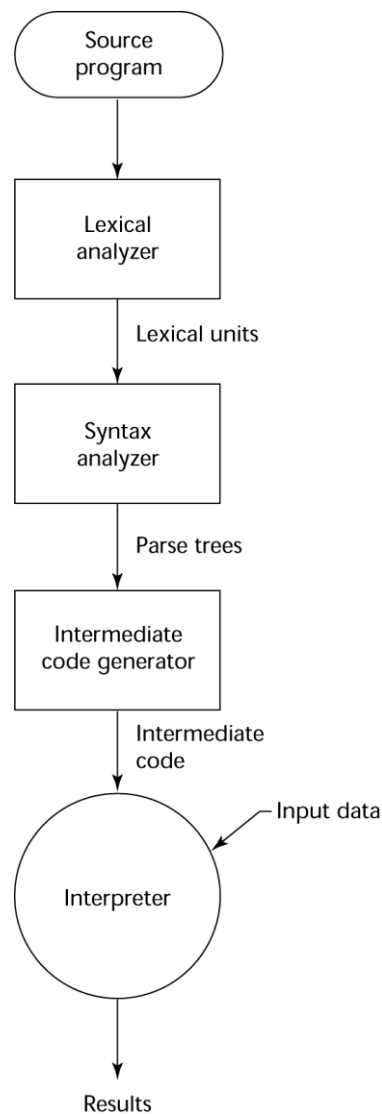 Source
program
Lexical
analyzer
Lexical units
Syntax
analyzer
Parse trees
Intermediate
code generator
Intermediate
code
Input data
Interpreter
Results